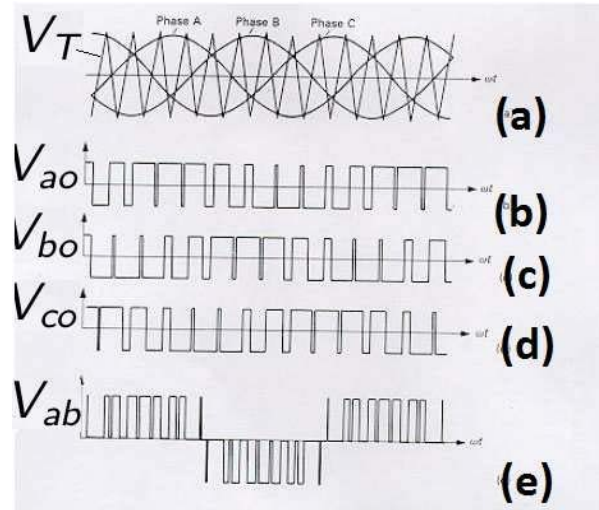 Phase A Phase B Phase C
V_T
ωt
(a)
V_ao
ωt
(b)
V_bo
ωt
(c)
V_co
ωt
(d)
V_ab
ωt
(e)